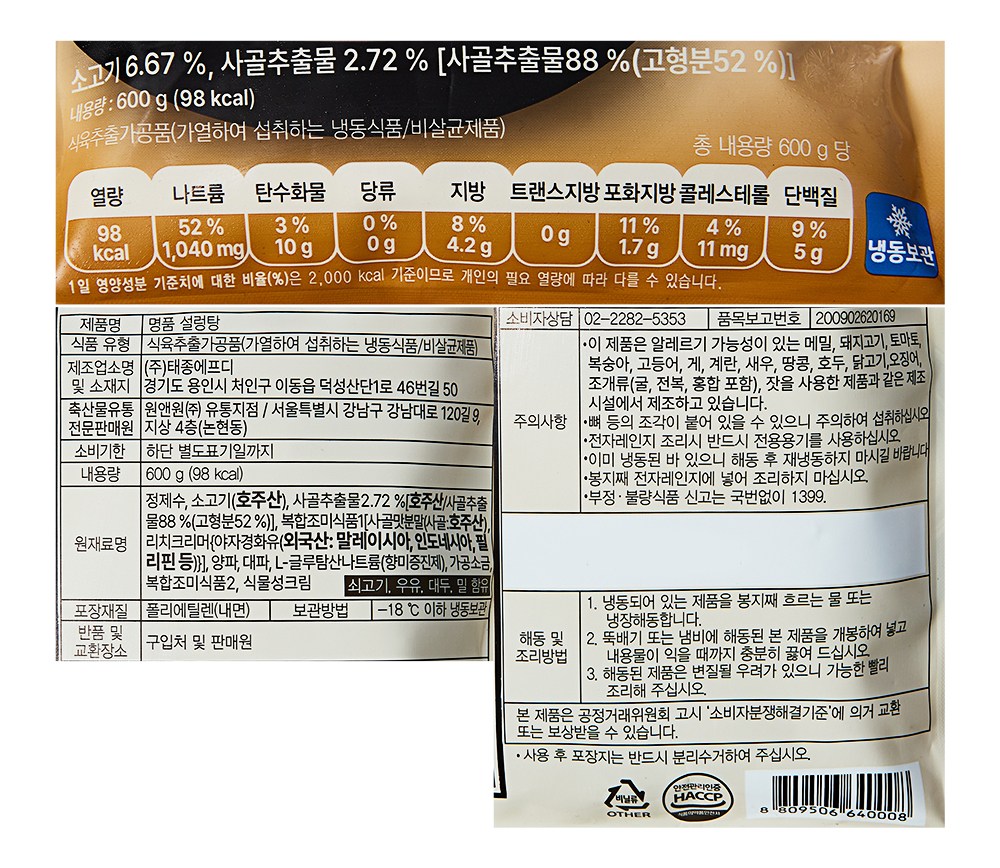 소고기 6.67 %, 사골추출물 2.72 % [사골추출물88 %(고형분52 %)]
내용량 : 600 g (98 kcal)
식육추출가공품(가열하여 섭취하는 냉동식품/비살균제품)
총 내용량 600 g 당
열량 나트륨 탄수화물 당류 지방 트랜스지방 포화지방 콜레스테롤 단백질
98 kcal 52 % 1,040 mg 3 % 10 g 0 % 0 g 8 % 4.2 g 0 g 11 % 1.7 g 4 % 11 mg 9 % 5 g
냉동보관
1일 영양성분 기준치에 대한 비율(%)은 2,000 kcal 기준이므로 개인의 필요 열량에 따라 다를 수 있습니다.
제품명 명품 설렁탕
식품 유형 식육추출가공품(가열하여 섭취하는 냉동식품/비살균제품)
제조업소명 (주)태종에프디
및 소재지 경기도 용인시 처인구 이동읍 덕성산단1로 46번길 50
축산물유통 원앤원㈜ 유통지점 / 서울특별시 강남구 강남대로 120길 9,
전문판매원 지상 4층(논현동)
소비기한 하단 별도표기일까지
내용량 600 g (98 kcal)
원재료명
정제수, 소고기(호주산), 사골추출물2.72 %[호주산/사골추출
물88 %(고형분52 %)], 복합조미식품1[사골맛분말(사골:호주산),
리치크리머{야자경화유(외국산: 말레이시아, 인도네시아, 필
리핀 등)}], 양파, 대파, L-글루탐산나트륨(향미증진제), 가공소금,
복합조미식품2, 식물성크림 쇠고기, 우유, 대두, 밀 함유
포장재질 폴리에틸렌(내면) 보관방법 -18 ℃ 이하 냉동보관
반품 및
교환장소 구입처 및 판매원
소비자상담 02-2282-5353 품목보고번호 200902620169
주의사항
·이 제품은 알레르기 가능성이 있는 메밀, 돼지고기, 토마토,
복숭아, 고등어, 게, 계란, 새우, 땅콩, 호두, 닭고기, 오징어,
조개류(굴, 전복, 홍합 포함), 잣을 사용한 제품과 같은 제조
시설에서 제조하고 있습니다.
·뼈 등의 조각이 붙어 있을 수 있으니 주의하여 섭취하십시오.
·전자레인지 조리시 반드시 전용용기를 사용하십시오.
·이미 냉동된 바 있으니 해동 후 재냉동하지 마시길 바랍니다.
·봉지째 전자레인지에 넣어 조리하지 마십시오.
·부정·불량식품 신고는 국번없이 1399.
해동 및
조리방법
1. 냉동되어 있는 제품을 봉지째 흐르는 물 또는
냉장해동합니다.
2. 뚝배기 또는 냄비에 해동된 본 제품을 개봉하여 넣고
내용물이 익을 때까지 충분히 끓여 드십시오.
3. 해동된 제품은 변질될 우려가 있으니 가능한 빨리
조리해 주십시오.
본 제품은 공정거래위원회 고시 '소비자분쟁해결기준'에 의거 교환
또는 보상받을 수 있습니다.
·사용 후 포장지는 반드시 분리수거하여 주십시오.
비닐류
OTHER
안전관리인증
HACCP
식품의약품안전처
8 809506 640008